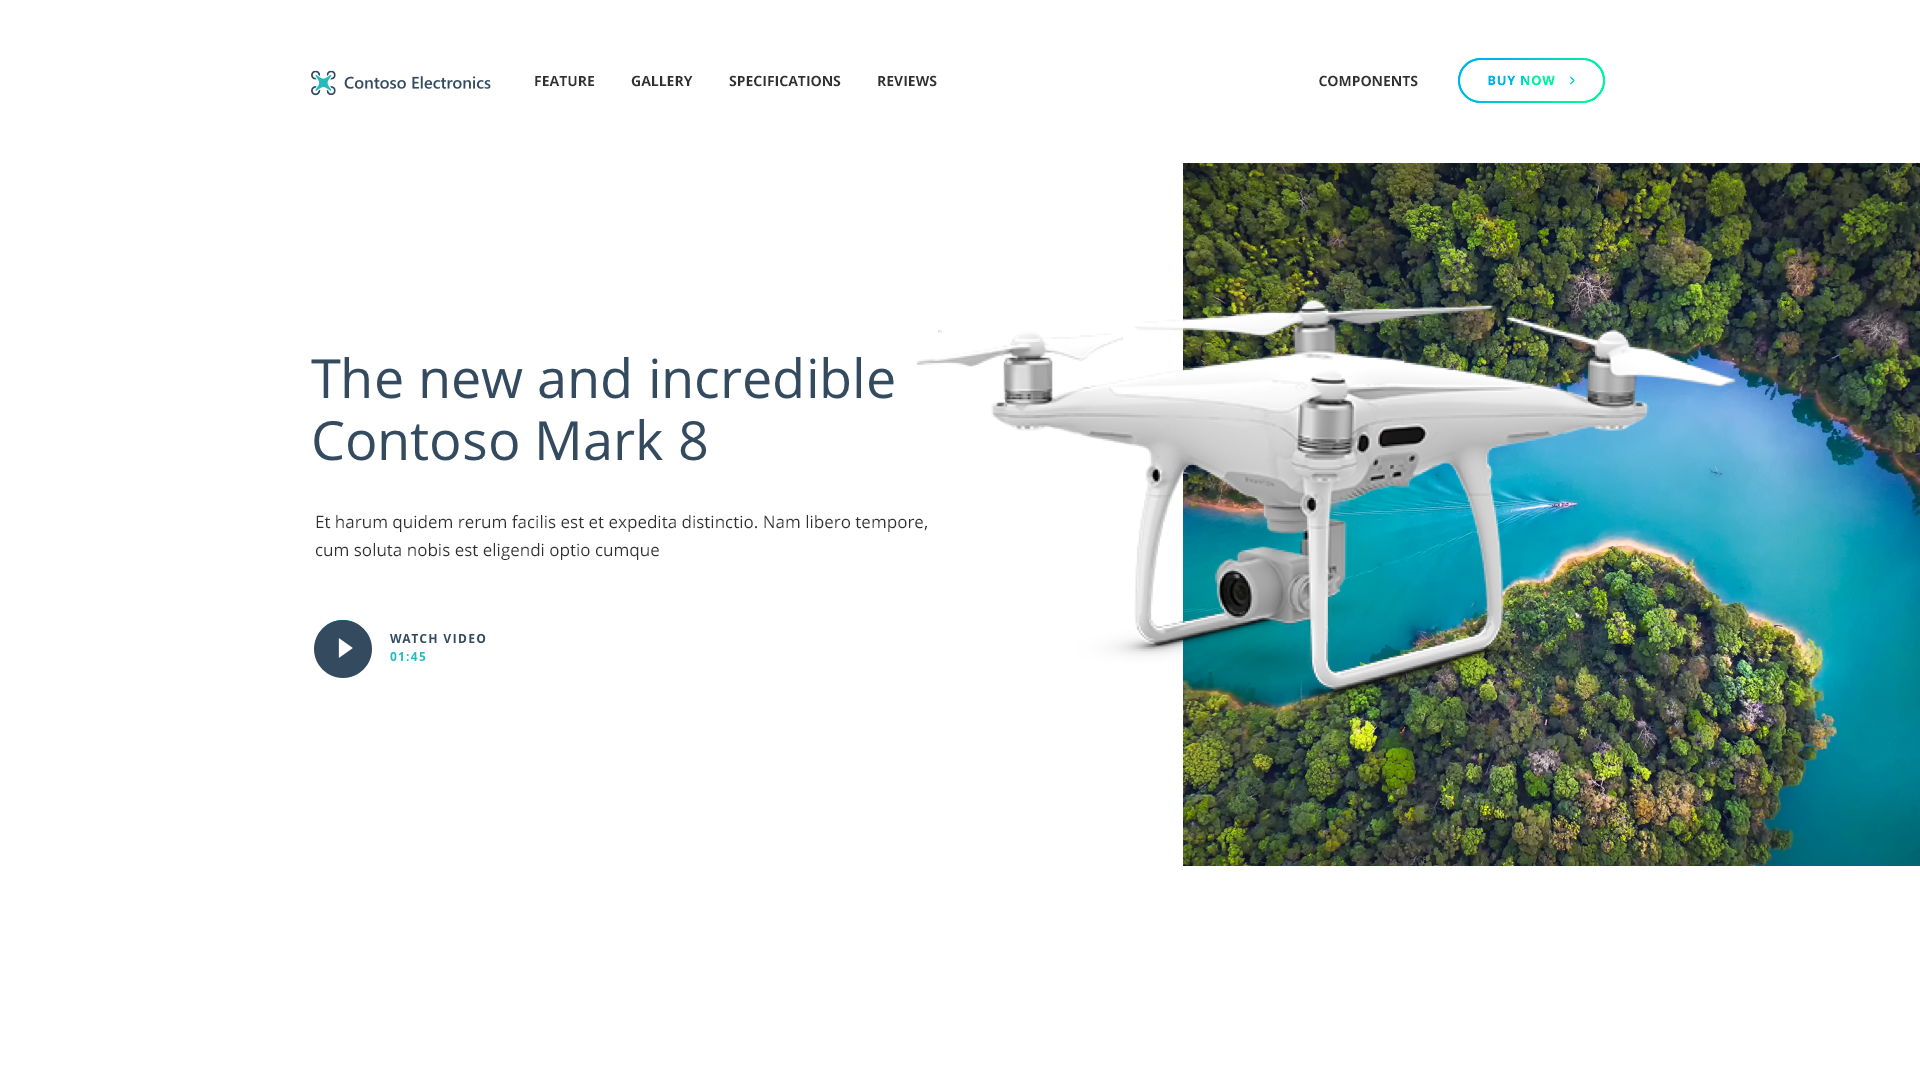 Contoso Electronics
FEATURE
GALLERY
SPECIFICATIONS
REVIEWS
COMPONENTS
BUY NOW
The new and incredible
Contoso Mark 8
Et harum quidem rerum facilis est et expedita distinctio. Nam libero tempore,
cum soluta nobis est eligendi optio cumque
WATCH VIDEO
01:45